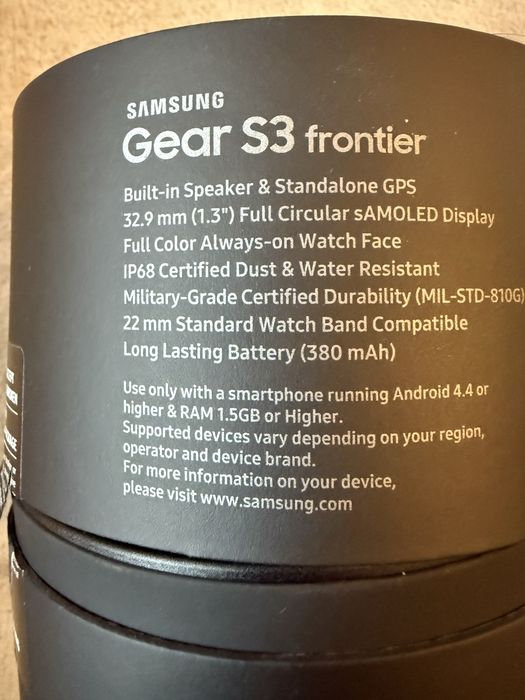 SAMSUNG
Gear S3 frontier
Built-in Speaker & Standalone GPS
32.9 mm (1.3") Full Circular sAMOLED Display
Full Color Always-on Watch Face
IP68 Certified Dust & Water Resistant
Military-Grade Certified Durability (MIL-STD-810G)
22 mm Standard Watch Band Compatible
Long Lasting Battery (380 mAh)
Use only with a smartphone running Android 4.4 or
higher & RAM 1.5GB or Higher.
Supported devices vary depending on your region,
operator and device brand.
For more information on your device,
please visit www.samsung.com